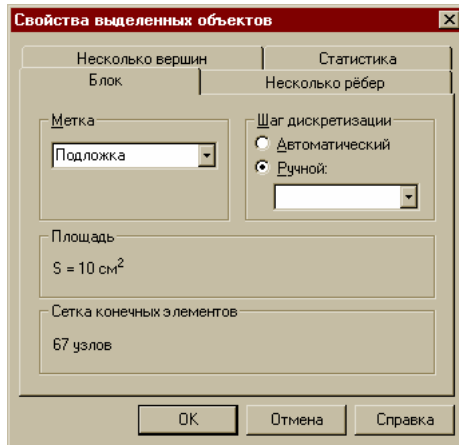 Свойства выделенных объектов
Несколько вершин
Статистика
Блок
Несколько рёбер
Метка
Подложка
Шаг дискретизации
Автоматический
Ручной:
Площадь
S = 10 см²
Сетка конечных элементов
67 узлов
OK
Отмена
Справка